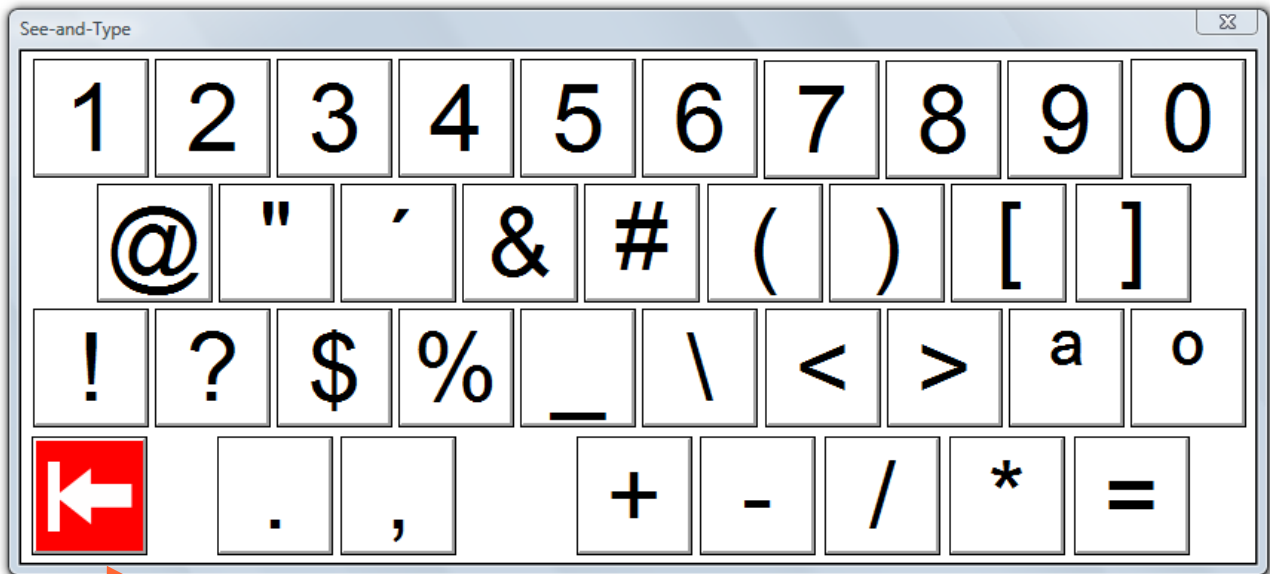 See-and-Type
1 2 3 4 5 6 7 8 9 0
@ " ´ & # ( ) [ ]
! ? $ % _ \ < > ª º
. , + - / * =